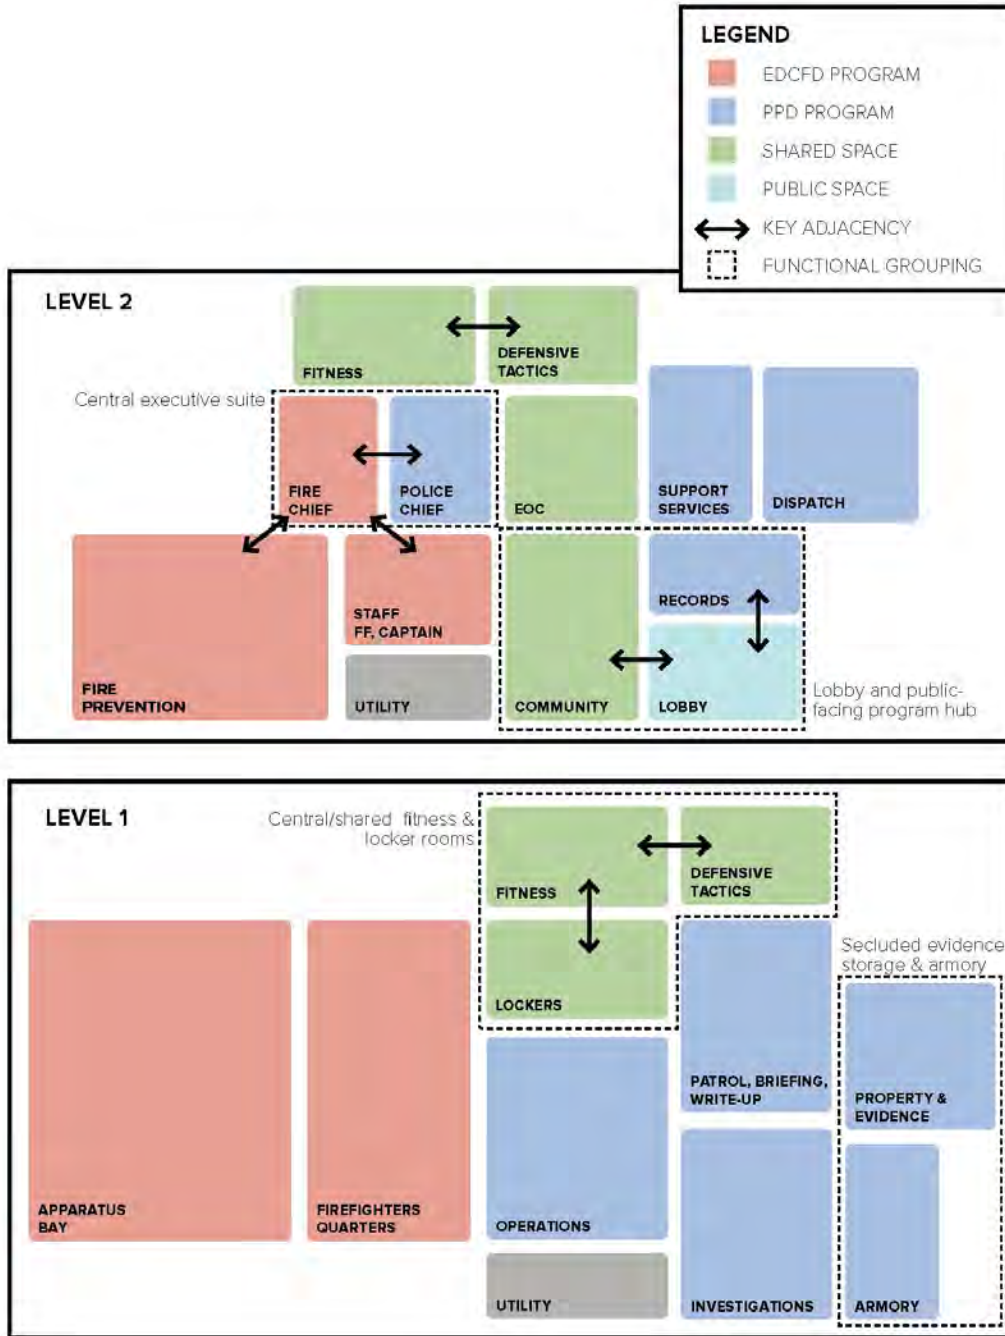 LEGEND
EDCFD PROGRAM
PPD PROGRAM
SHARED SPACE
PUBLIC SPACE
KEY ADJACENCY
FUNCTIONAL GROUPING
LEVEL 2
FITNESS
DEFENSIVE
TACTICS
Central executive suite
FIRE
CHIEF
POLICE
CHIEF
EOC
SUPPORT
SERVICES
DISPATCH
FIRE
PREVENTION
STAFF
FF, CAPTAIN
UTILITY
COMMUNITY
RECORDS
LOBBY
Lobby and public-
facing program hub
LEVEL 1
Central/shared fitness &
locker rooms
FITNESS
DEFENSIVE
TACTICS
LOCKERS
Secluded evidence
storage & armory
APPARATUS
BAY
FIREFIGHTERS
QUARTERS
OPERATIONS
PATROL, BRIEFING,
WRITE-UP
PROPERTY &
EVIDENCE
UTILITY
INVESTIGATIONS
ARMORY